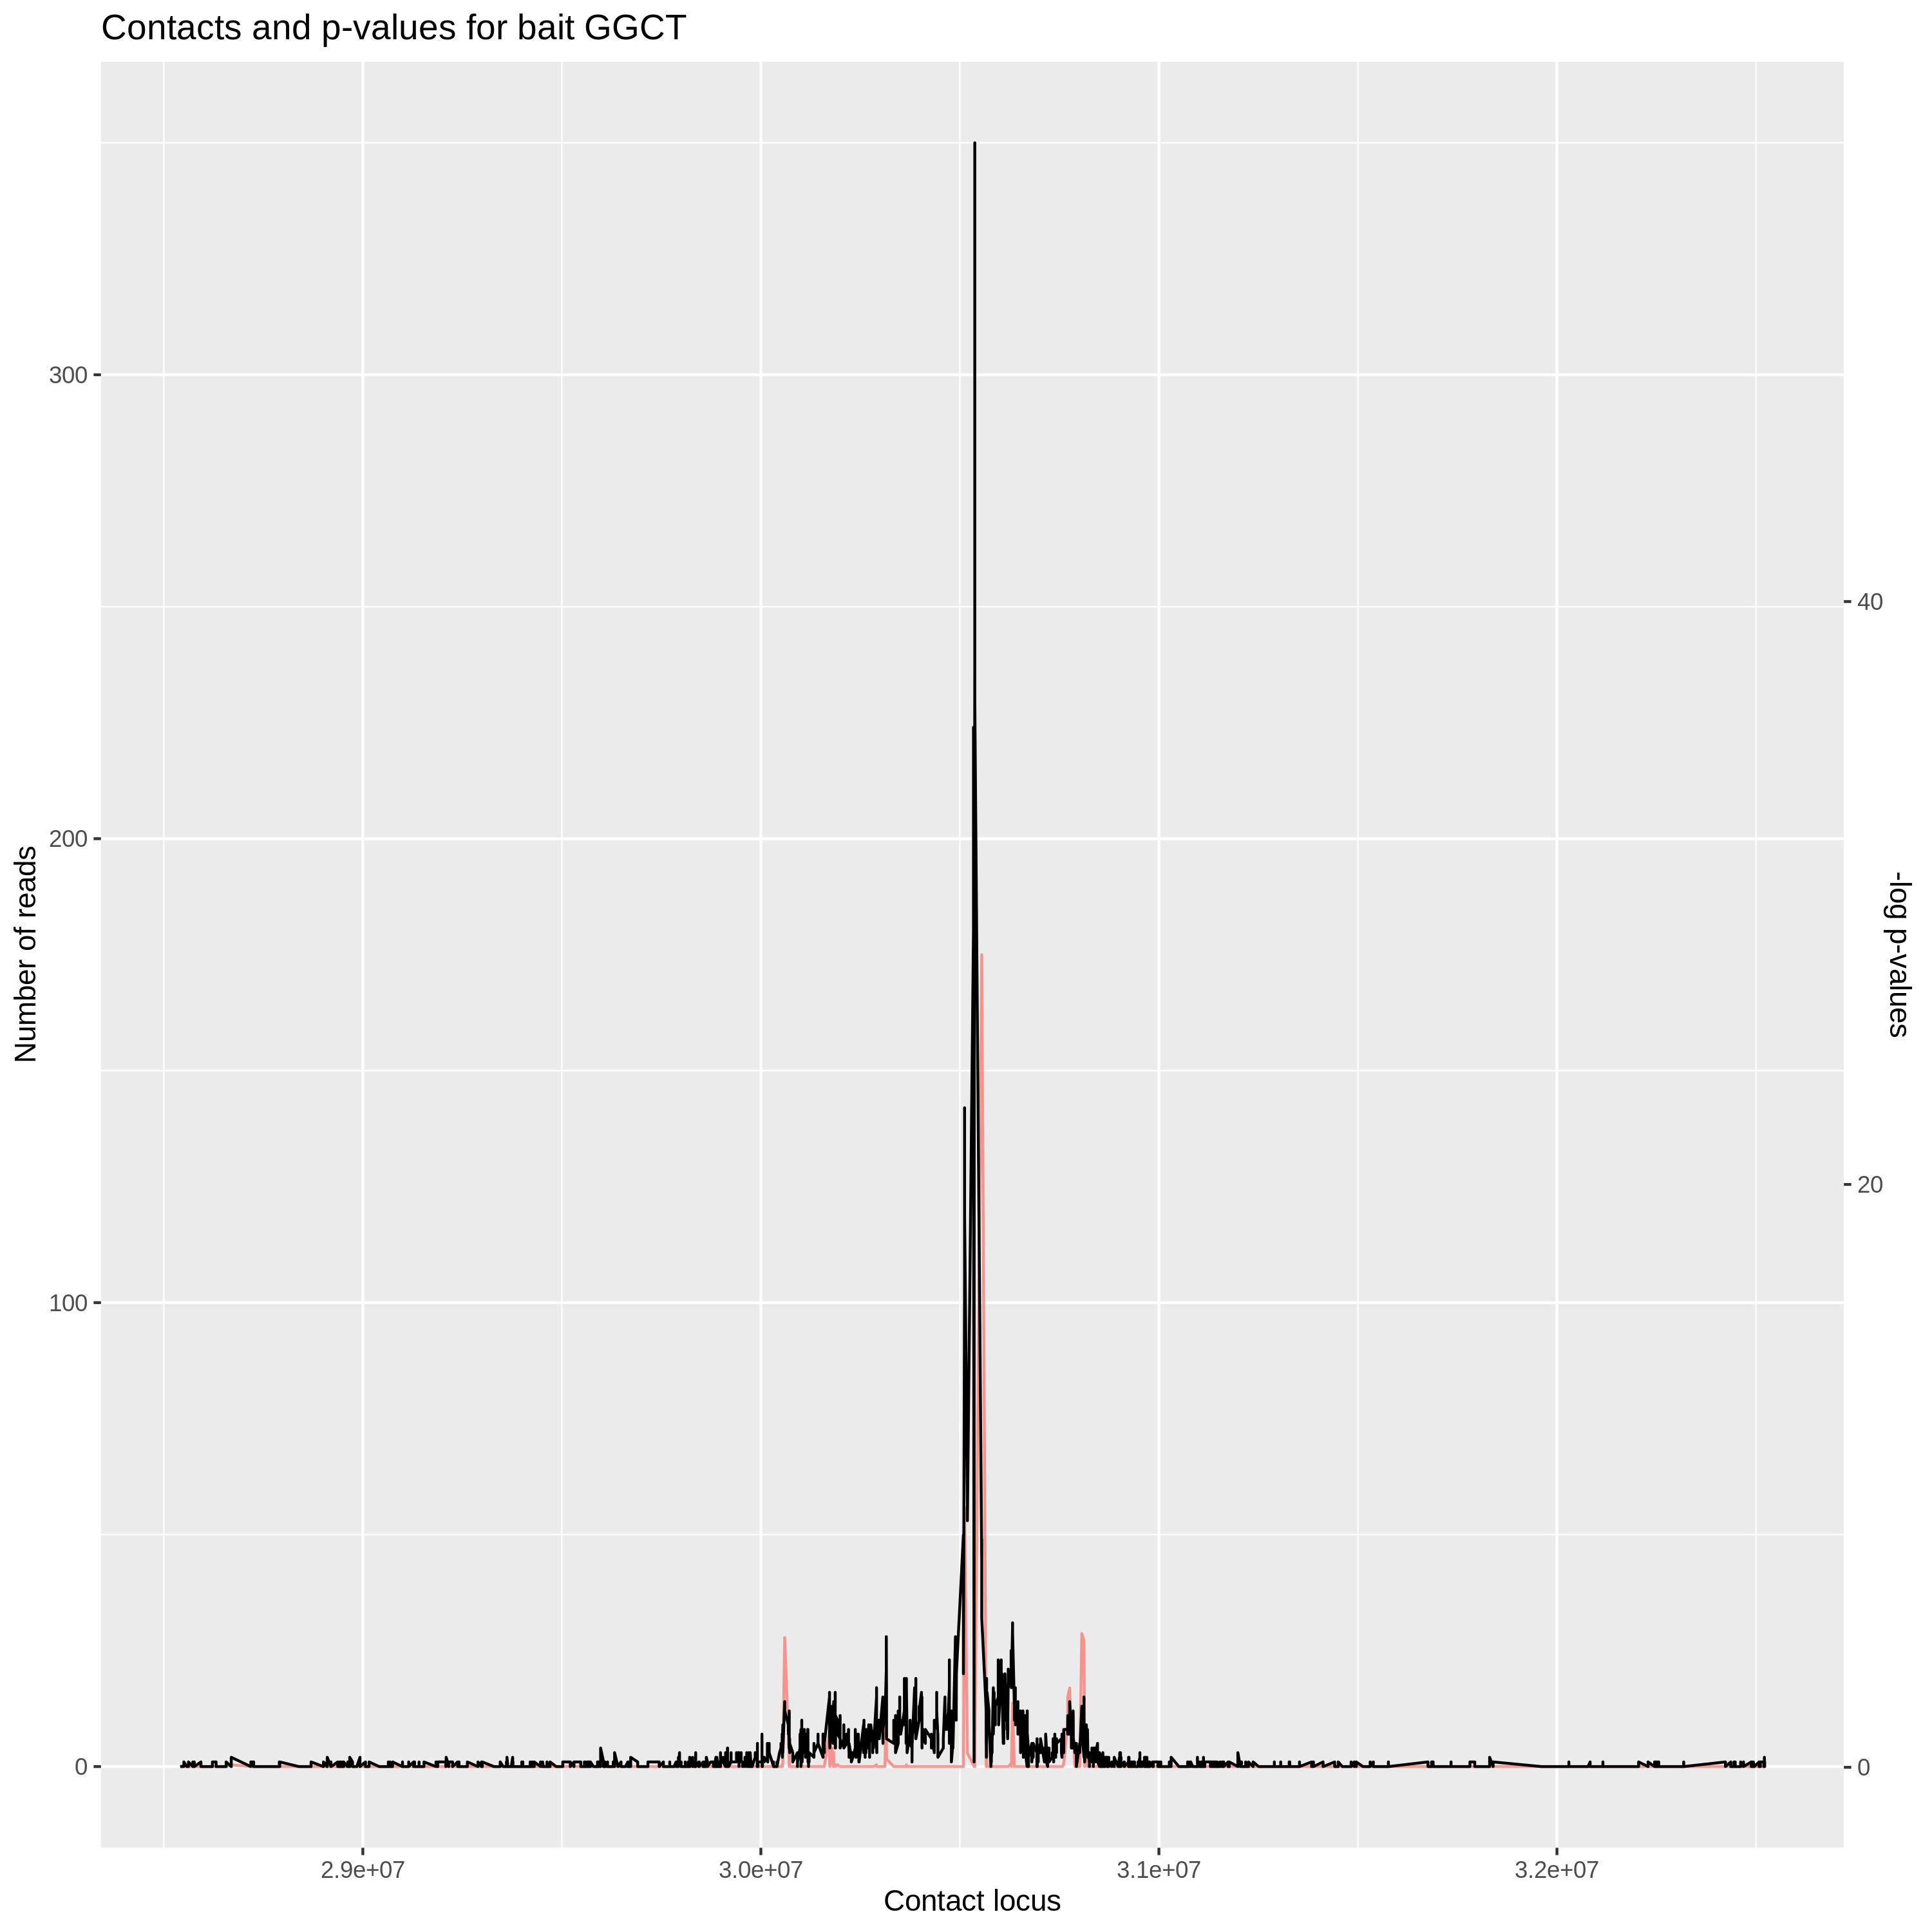 Contacts and p-values for bait GGCT
Number of reads
300
200
100
0
40
20
0
-log p-values
2.9e+07
3.0e+07
3.1e+07
3.2e+07
Contact locus